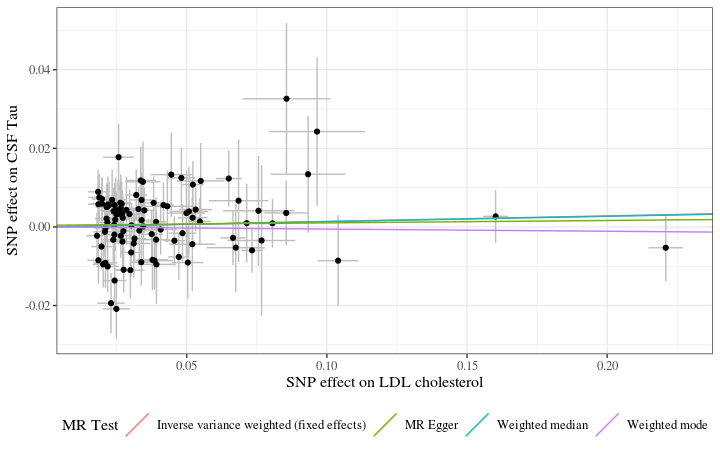 0.04
0.02
0.00
-0.02
SNP effect on CSF Tau
0.05
0.10
0.15
0.20
SNP effect on LDL cholesterol
MR Test
Inverse variance weighted (fixed effects)
MR Egger
Weighted median
Weighted mode